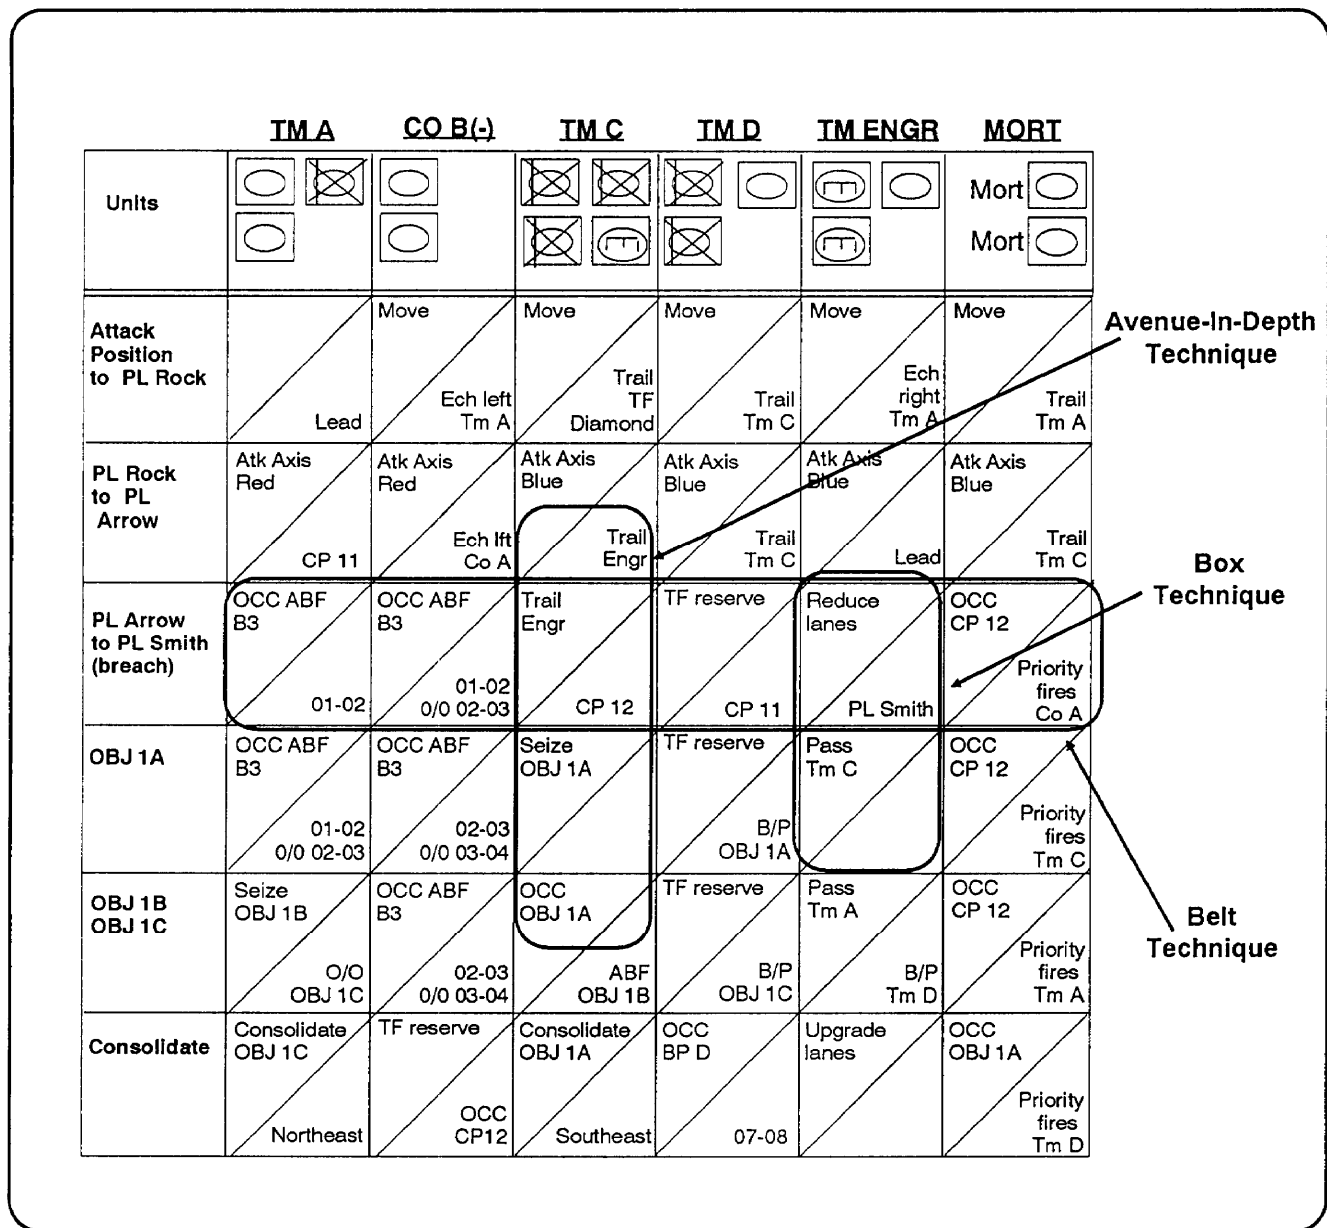 TM A CO B(-) TM C TM D TM ENGR MORT
Units
Mort
Mort
Attack
Position
to PL Rock
Lead
Move
Ech left
Tm A
Move
Trail
TF
Diamond
Move
Trail
Tm C
Move
Ech
right
Tm A
Move
Trail
Tm A
Avenue-In-Depth
Technique
PL Rock
to PL
Arrow
Atk Axis
Red
CP 11
Atk Axis
Red
Ech lft
Co A
Atk Axis
Blue
Trail
Engr
Atk Axis
Blue
Trail
Tm C
Atk Axis
Blue
Lead
Atk Axis
Blue
Trail
Tm C
Box
Technique
PL Arrow
to PL Smith
(breach)
OCC ABF
B3
01-02
OCC ABF
B3
01-02
0/0 02-03
Trail
Engr
CP 12
TF reserve
CP 11
Reduce
lanes
PL Smith
OCC
CP 12
Priority
fires
Co A
OBJ 1A
OCC ABF
B3
01-02
0/0 02-03
OCC ABF
B3
02-03
0/0 03-04
Seize
OBJ 1A
TF reserve
B/P
OBJ 1A
Pass
Tm C
OCC
CP 12
Priority
fires
Tm C
Belt
Technique
OBJ 1B
OBJ 1C
Seize
OBJ 1B
O/O
OBJ 1C
OCC ABF
B3
02-03
0/0 03-04
OCC
OBJ 1A
ABF
OBJ 1B
TF reserve
B/P
OBJ 1C
Pass
Tm A
B/P
Tm D
OCC
CP 12
Priority
fires
Tm A
Consolidate
Consolidate
OBJ 1C
Northeast
TF reserve
OCC
CP12
Consolidate
OBJ 1A
Southeast
OCC
BP D
07-08
Upgrade
lanes
OCC
OBJ 1A
Priority
fires
Tm D